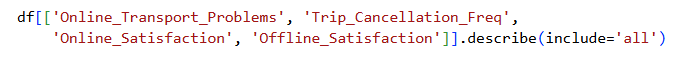 df[['Online_Transport_Problems', 'Trip_Cancellation_Freq',
    'Online_Satisfaction', 'Offline_Satisfaction']].describe(include='all')